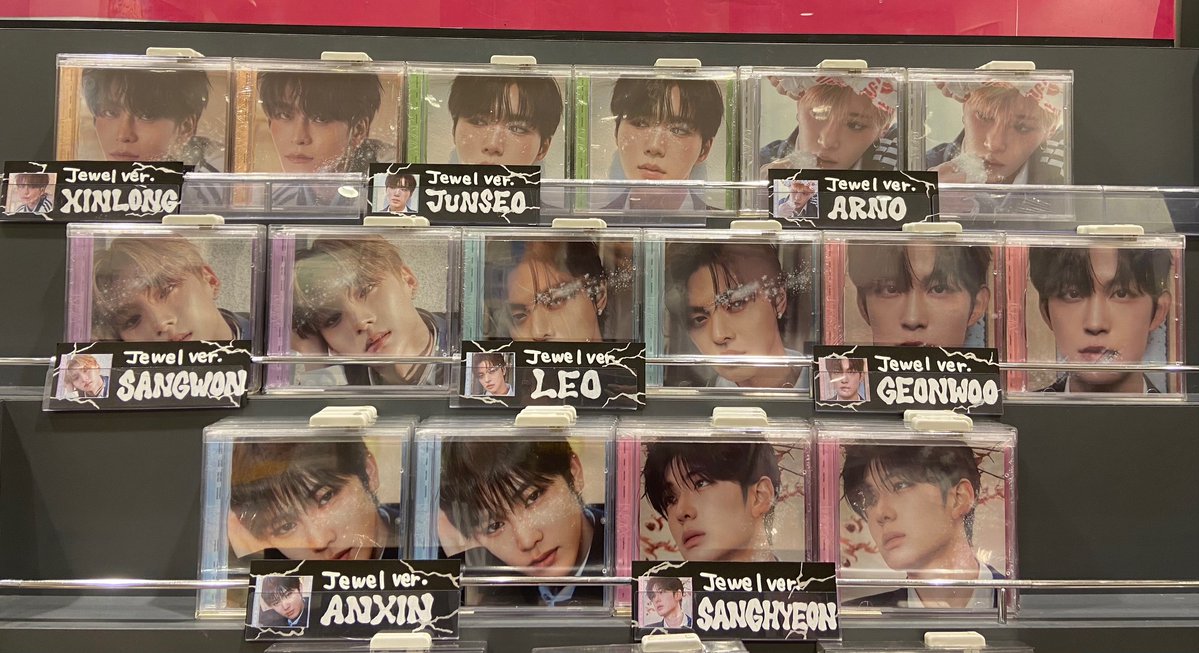 Jewel ver.
XINLONG
Jewel ver.
JUNSEO
Jewel ver.
ARNO
Jewel ver.
SANGWON
Jewel ver.
LEO
Jewel ver.
GEONWOO
Jewel ver.
ANXIN
Jewel ver.
SANGHYEON